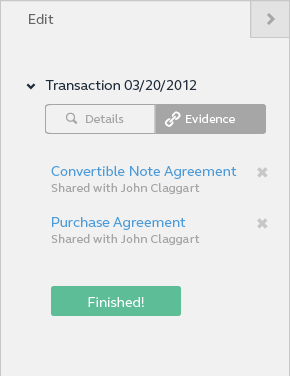 Edit
Transaction 03/20/2012
Details
Evidence
Convertible Note Agreement
Shared with John Claggart
Purchase Agreement
Shared with John Claggart
Finished!